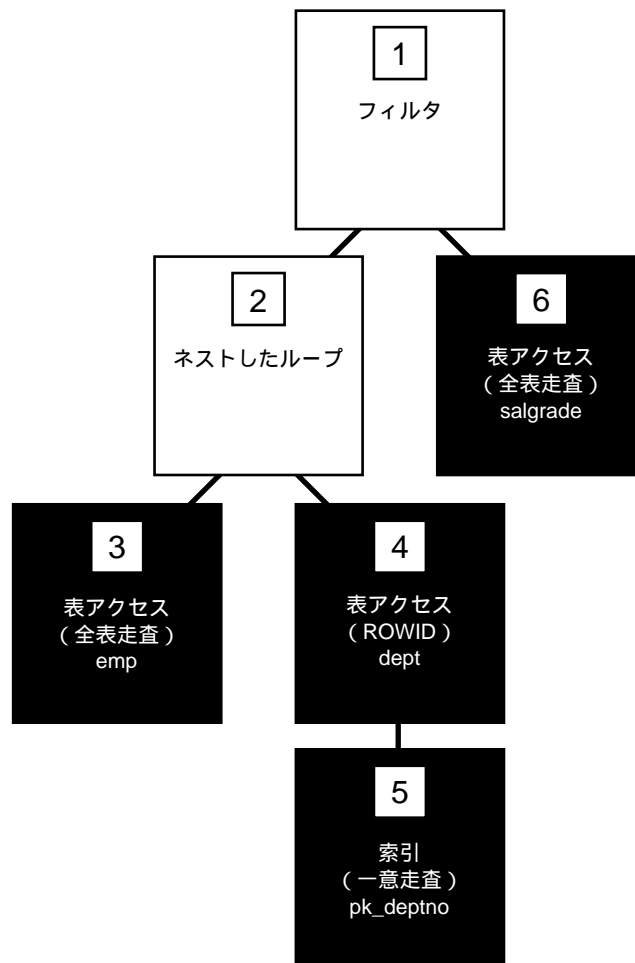 1
フィルタ
2
ネストしたループ
6
表アクセス
（全表走査）
salgrade
3
表アクセス
（全表走査）
emp
4
表アクセス
（ROWID）
dept
5
索引
（一意走査）
pk_deptno